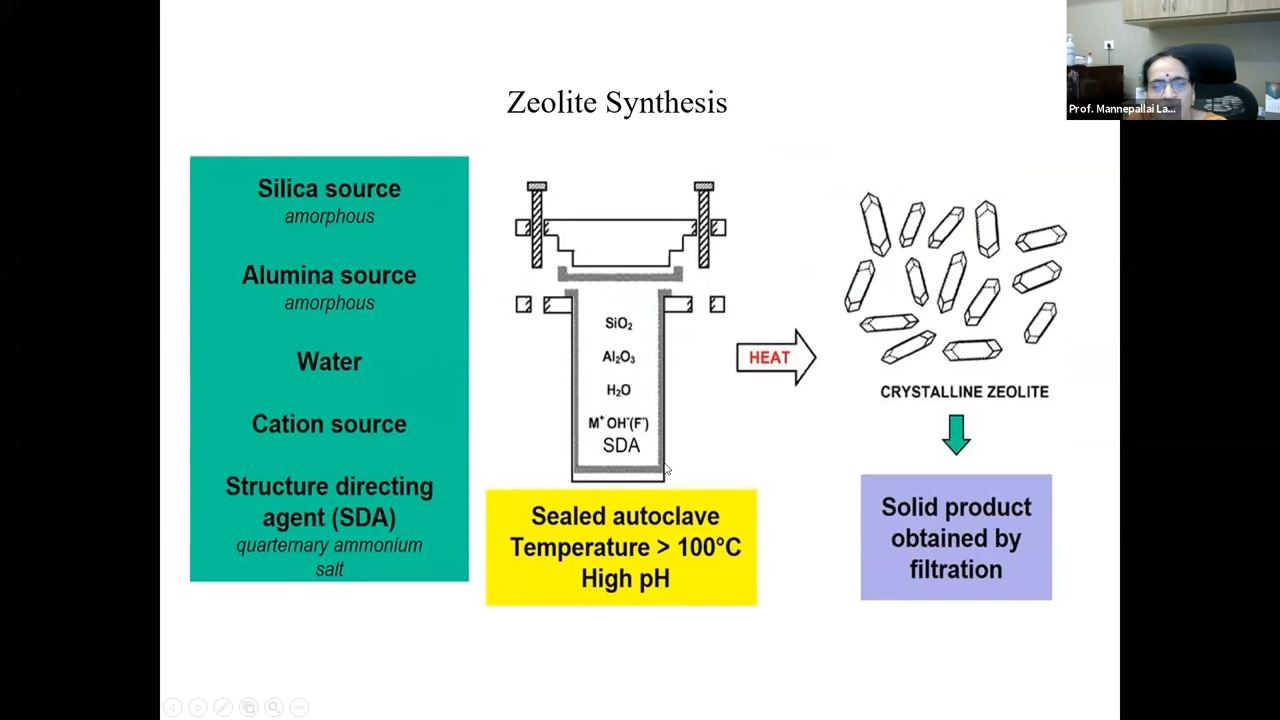 Zeolite Synthesis
Prof. Mannepallai La...
Silica source
amorphous
Alumina source
amorphous
Water
Cation source
Structure directing
agent (SDA)
quarternary ammonium
salt
SiO₂
Al₂O₃
H₂O
M⁺ OH⁻(F⁻)
SDA
Sealed autoclave
Temperature > 100°C
High pH
HEAT
CRYSTALLINE ZEOLITE
Solid product
obtained by
filtration